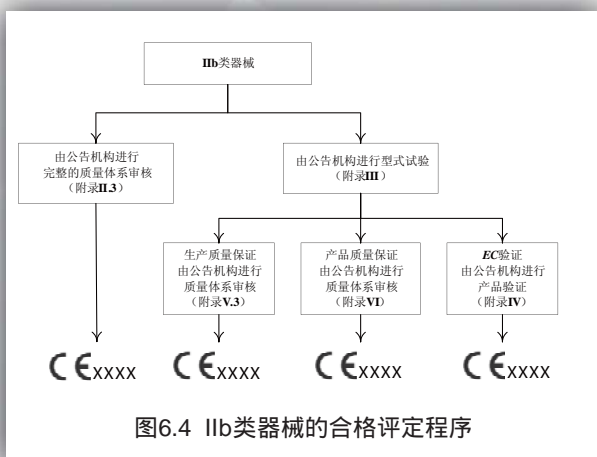 IIb类器械
由公告机构进行
完整的质量体系审核
（附录II.3）
由公告机构进行型式试验
（附录III）
生产质量保证
由公告机构进行
质量体系审核
（附录V.3）
产品质量保证
由公告机构进行
质量体系审核
（附录VI）
EC验证
由公告机构进行
产品验证
（附录IV）
CExxxx
CExxxx
CExxxx
CExxxx
图6.4 IIb类器械的合格评定程序